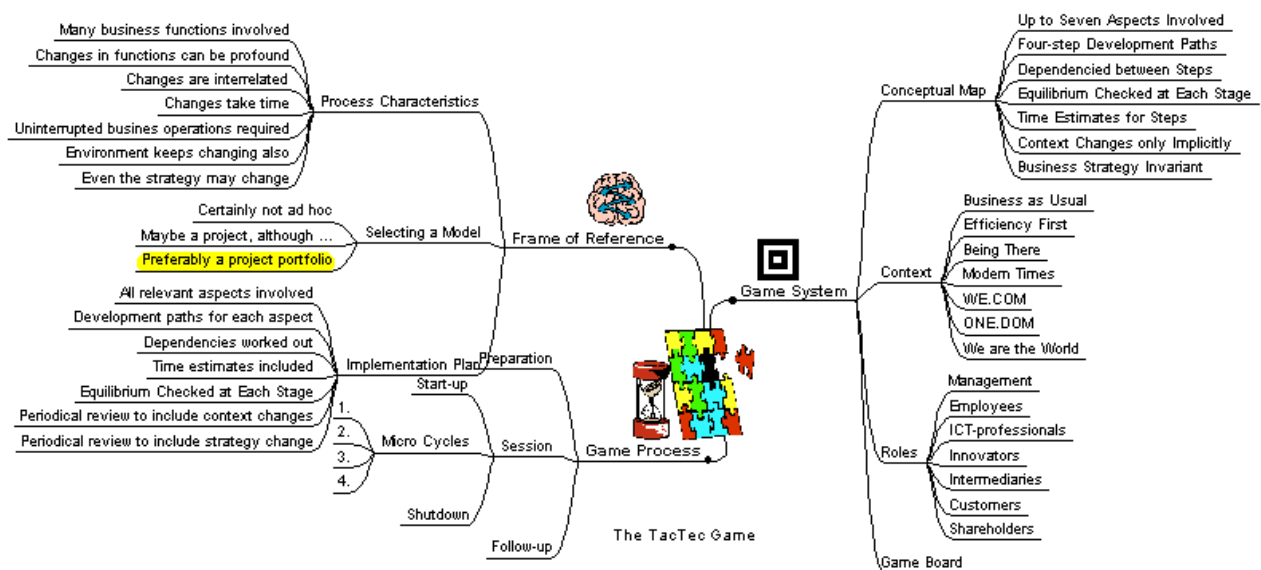 Many business functions involved
Changes in functions can be profound
Changes are interrelated
Changes take time
Uninterrupted busines operations required
Environment keeps changing also
Even the strategy may change
Process Characteristics
Certainly not ad hoc
Maybe a project, although ...
Preferably a project portfolio
Selecting a Model
Frame of Reference
All relevant aspects involved
Development paths for each aspect
Dependencies worked out
Time estimates included
Equilibrium Checked at Each Stage
Periodical review to include context changes
Periodical review to include strategy change
Implementation Plan
Preparation
Start-up
1.
2.
3.
4.
Micro Cycles
Session
Shutdown
Follow-up
Game Process
The TacTec Game
Game System
Conceptual Map
Up to Seven Aspects Involved
Four-step Development Paths
Dependencied between Steps
Equilibrium Checked at Each Stage
Time Estimates for Steps
Context Changes only Implicitly
Business Strategy Invariant
Context
Business as Usual
Efficiency First
Being There
Modern Times
WE.COM
ONE.DOM
We are the World
Roles
Management
Employees
ICT-professionals
Innovators
Intermediaries
Customers
Shareholders
Game Board